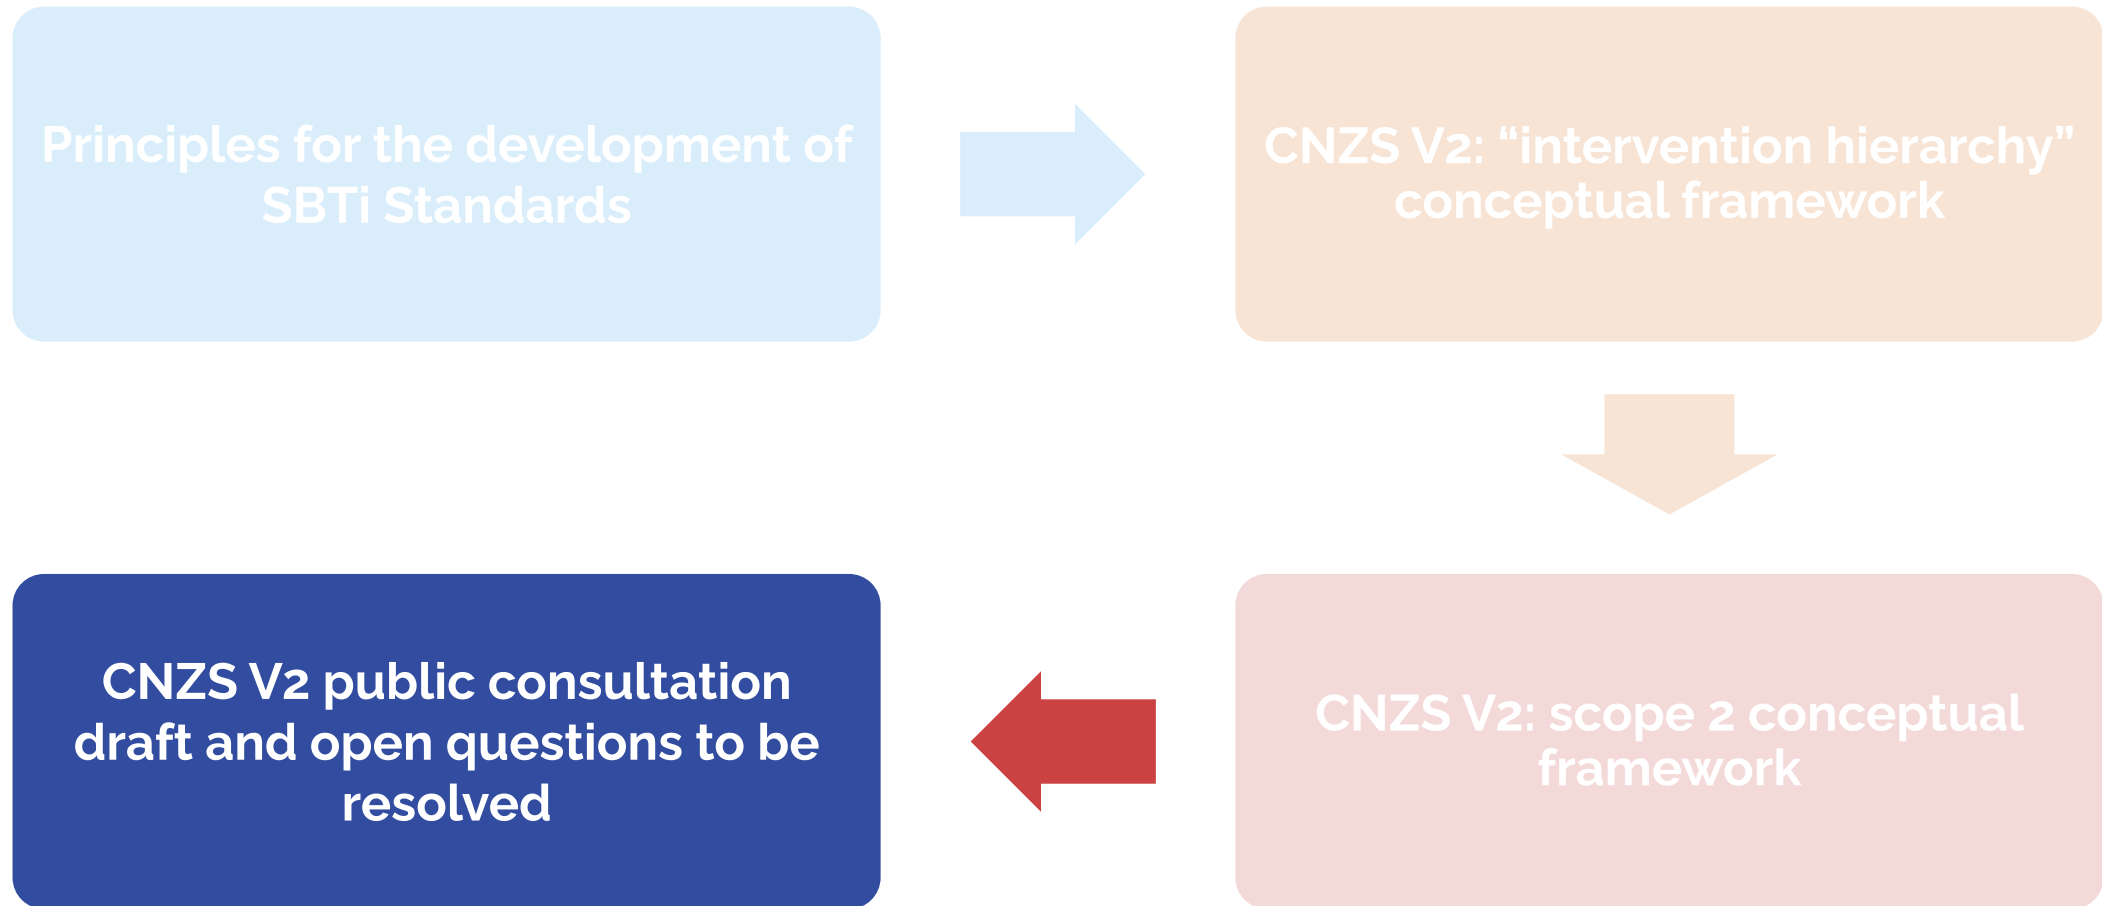 Principles for the development of
SBTi Standards
CNZS V2: “intervention hierarchy”
conceptual framework
CNZS V2 public consultation
draft and open questions to be
resolved
CNZS V2: scope 2 conceptual
framework